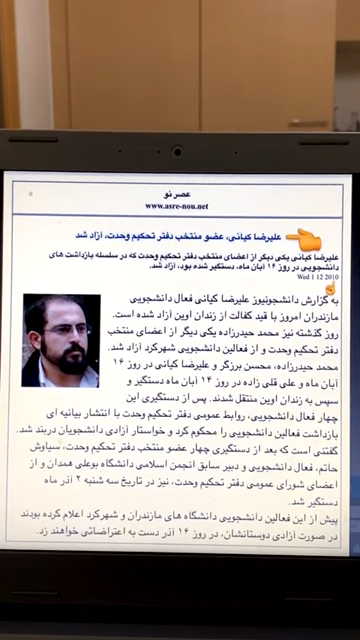 عصر نو
www.asre-nou.net
علیرضا کیانی، عضو منتخب دفتر تحکیم وحدت، آزاد شد
علیرضا کیانی یکی دیگر از اعضای منتخب دفتر تحکیم وحدت که در سلسله بازداشت های
دانشجویی در روز ۱۶ آبان ماه، دستگیر شده بود، آزاد شد.
Wed 1 12 2010
به گزارش دانشجونیوز علیرضا کیانی فعال دانشجویی
مازندران امروز با قید کفالت از زندان اوین آزاد شده است.
روز گذشته نیز محمد حیدرزاده یکی دیگر از اعضای منتخب
دفتر تحکیم وحدت و از فعالین دانشجویی شهرکرد آزاد شد.
محمد حیدرزاده، محسن برزگر و علیرضا کیانی در روز ۱۶
آبان ماه و علی قلی زاده در روز ۱۴ آبان ماه دستگیر و
سپس به زندان اوین منتقل شدند. پس از دستگیری این
چهار فعال دانشجویی، روابط عمومی دفتر تحکیم وحدت با انتشار بیانیه ای
بازداشت فعالین دانشجویی را محکوم کرد و خواستار آزادی دانشجویان دربند شد.
گفتنی است که بعد از دستگیری چهار عضو منتخب دفتر تحکیم وحدت، سیاوش
حاتم، فعال دانشجویی و دبیر سابق انجمن اسلامی دانشگاه بوعلی همدان و از
اعضای شورای عمومی دفتر تحکیم وحدت، نیز در تاریخ سه شنبه ۲ آذر ماه
دستگیر شد.
پیش از این فعالین دانشجویی دانشگاه های مازندران و شهرکرد اعلام کرده بودند
در صورت آزادی دوستانشان، در روز ۱۶ آذر دست به اعتراضاتی خواهند زد.